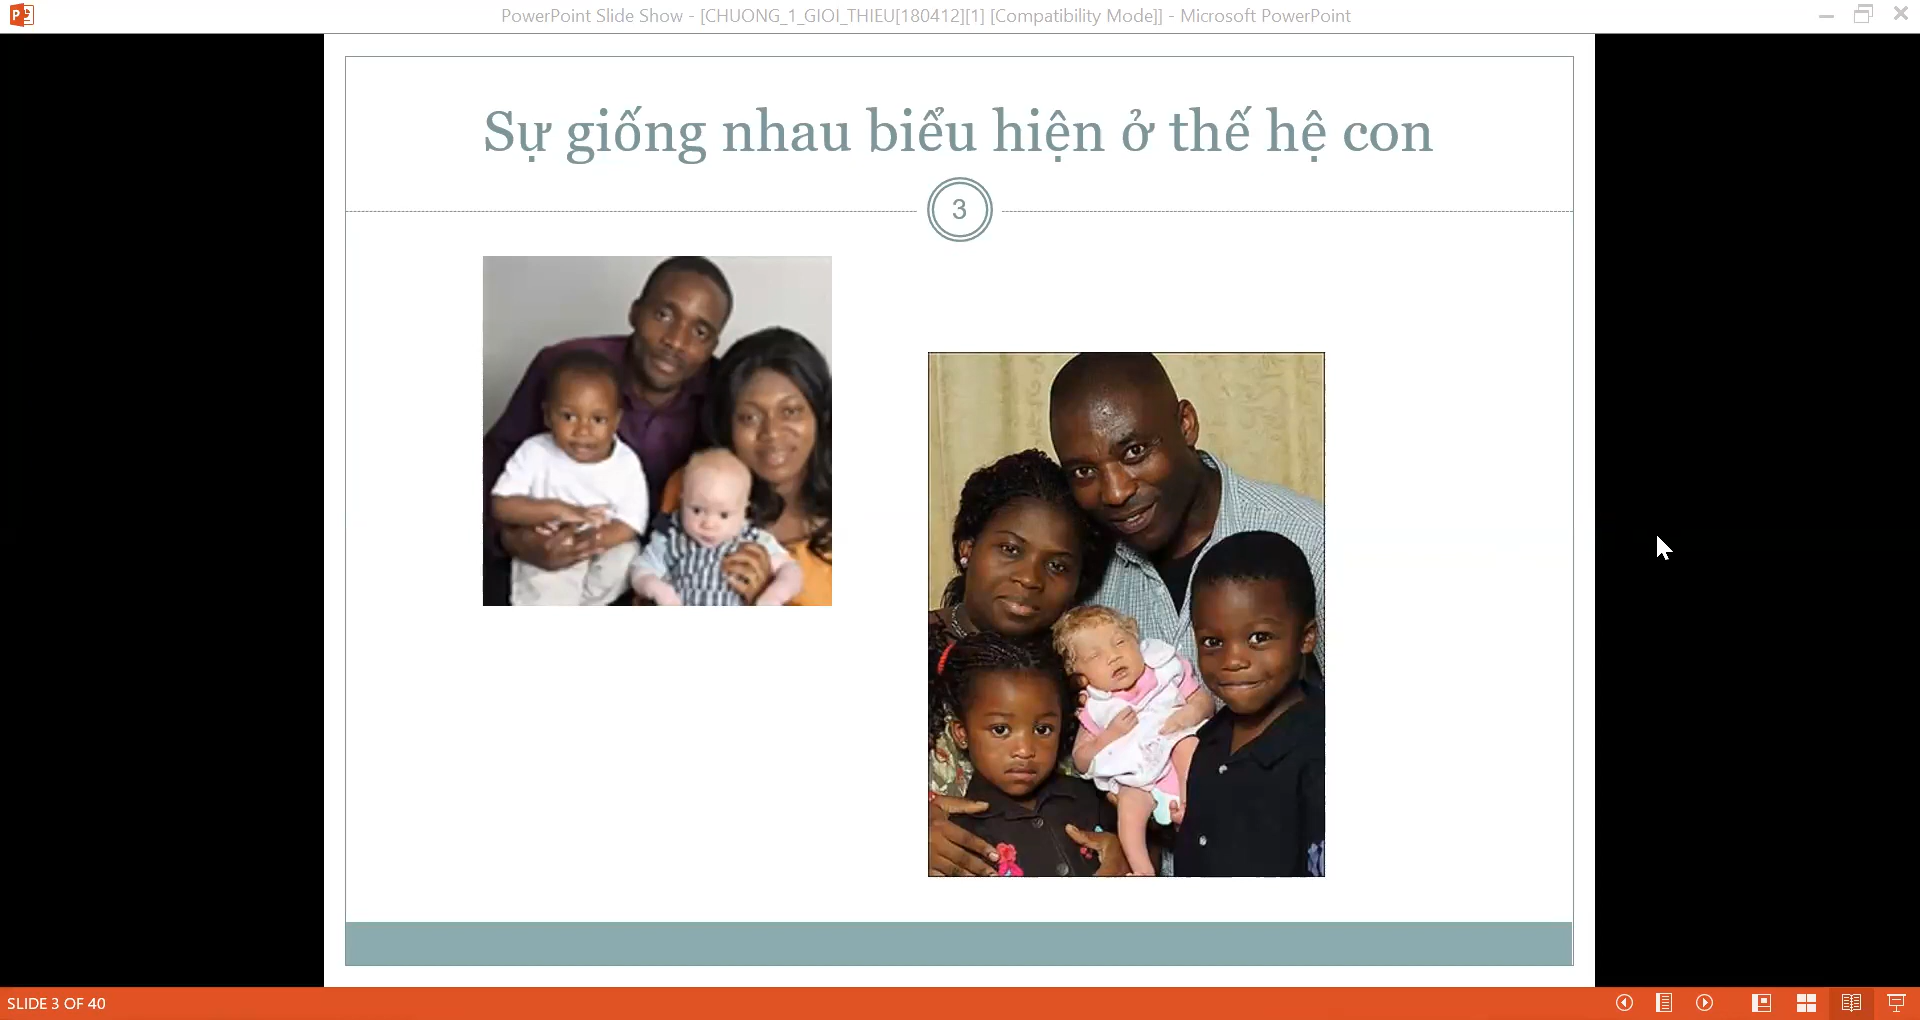 PowerPoint Slide Show - [CHUONG_1_GIOI_THIEU[180412][1] [Compatibility Mode]] - Microsoft PowerPoint
Sự giống nhau biểu hiện ở thế hệ con
3
SLIDE 3 OF 40